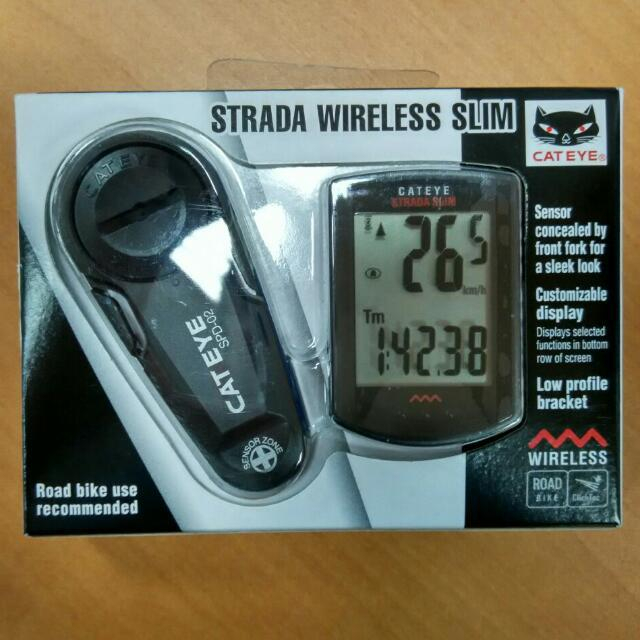 STRADA WIRELESS SLIM
CATEYE®
CATEYE
CATEYE
STRADA SLIM
26.5
km/h
Tm
1:42.38
CATEYE
SPD-02
SENSOR ZONE
Sensor
concealed by
front fork for
a sleek look
Customizable
display
Displays selected
functions in bottom
row of screen
Low profile
bracket
WIRELESS
ROAD
BIKE
ClickTec
Road bike use
recommended